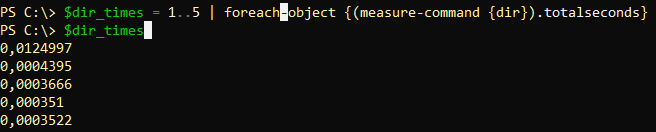 PS C:\> $dir_times = 1..5 | foreach-object {(measure-command {dir}).totalseconds}
PS C:\> $dir_times
0,0124997
0,0004395
0,0003666
0,000351
0,0003522